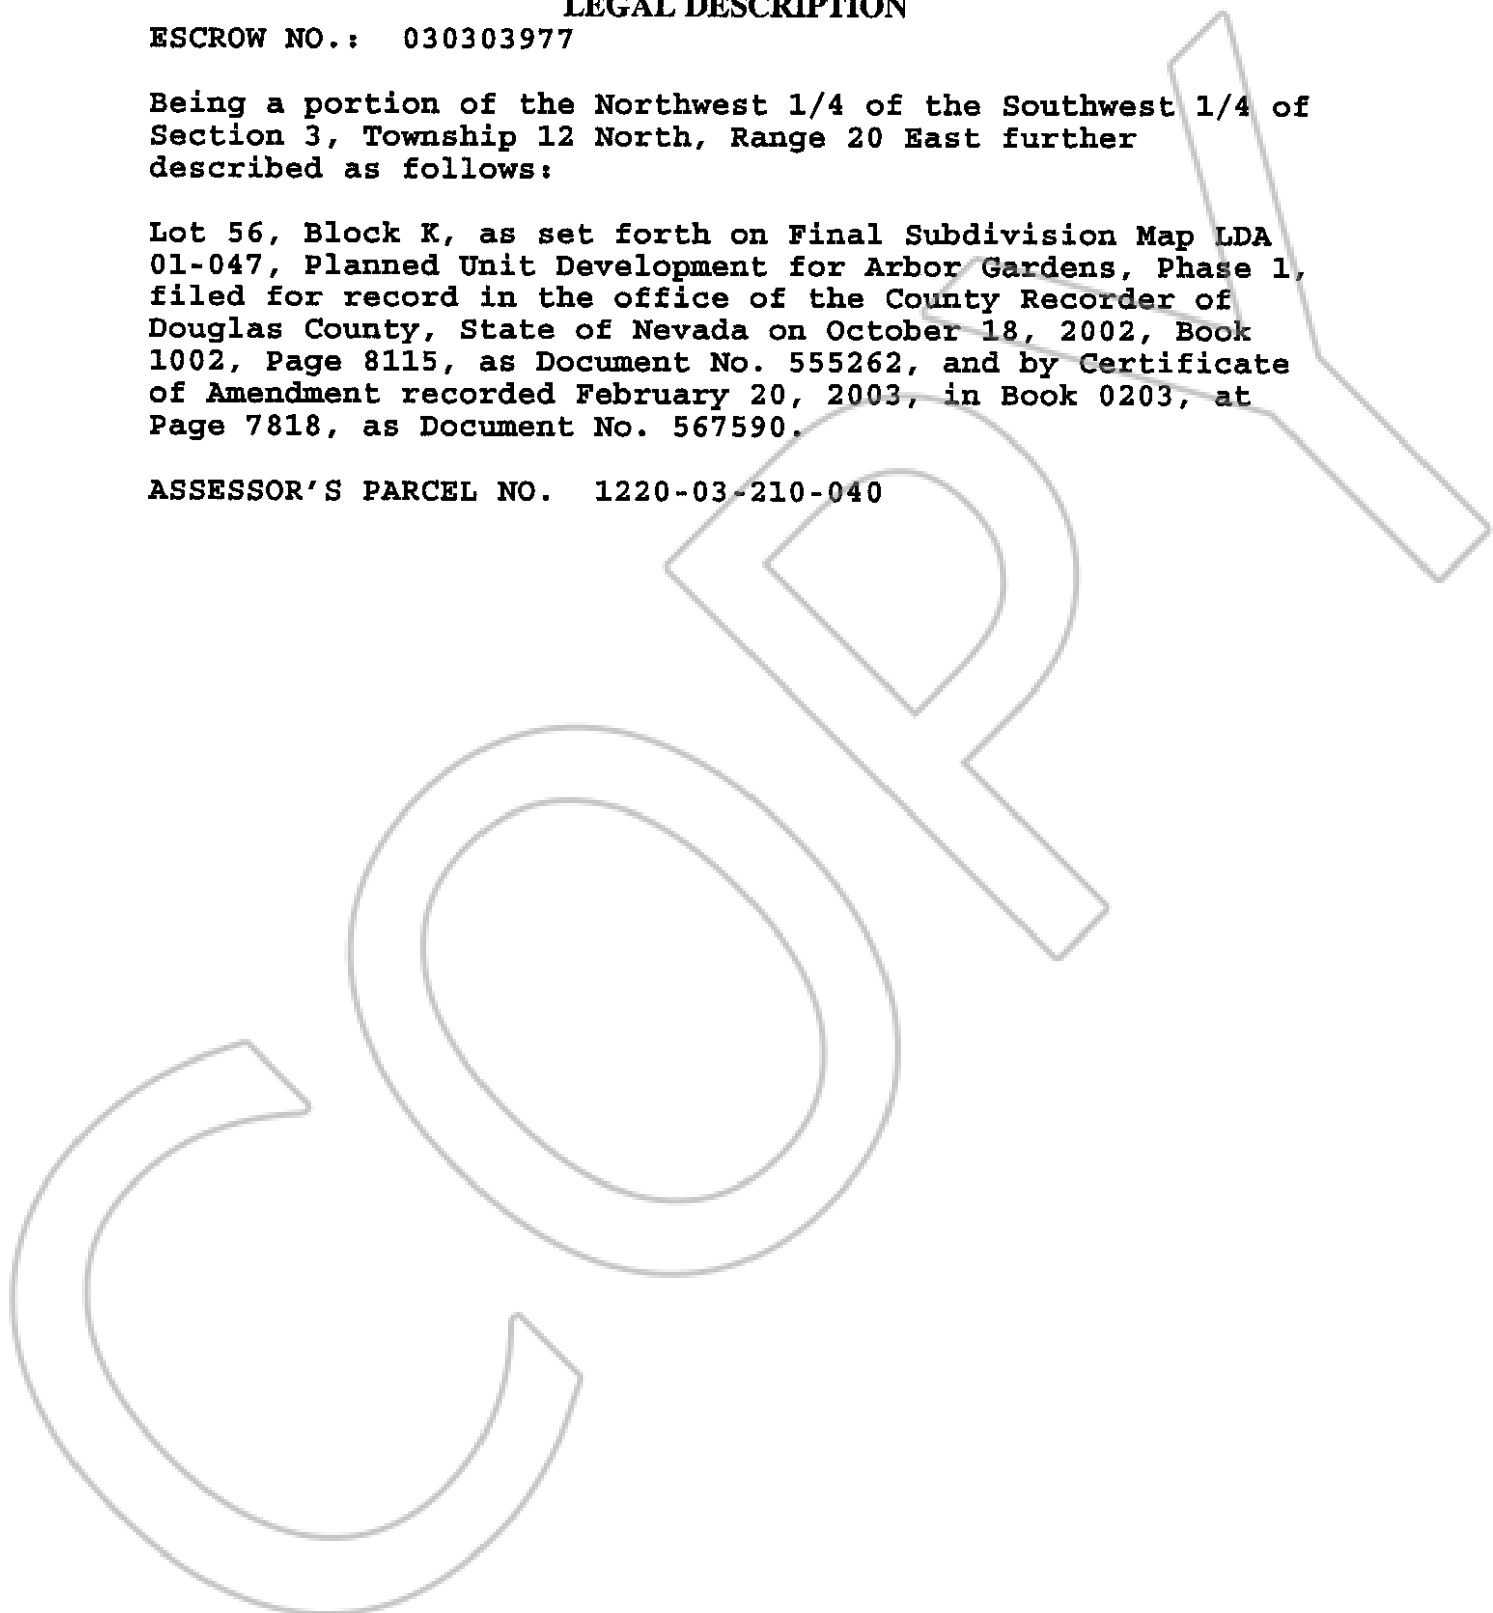 LEGAL DESCRIPTION
ESCROW NO.: 030303977
Being a portion of the Northwest 1/4 of the Southwest 1/4 of
Section 3, Township 12 North, Range 20 East further
described as follows:
Lot 56, Block K, as set forth on Final Subdivision Map LDA
01-047, Planned Unit Development for Arbor Gardens, Phase 1,
filed for record in the office of the County Recorder of
Douglas County, State of Nevada on October 18, 2002, Book
1002, Page 8115, as Document No. 555262, and by Certificate
of Amendment recorded February 20, 2003, in Book 0203, at
Page 7818, as Document No. 567590.
ASSESSOR'S PARCEL NO. 1220-03-210-040
COPY